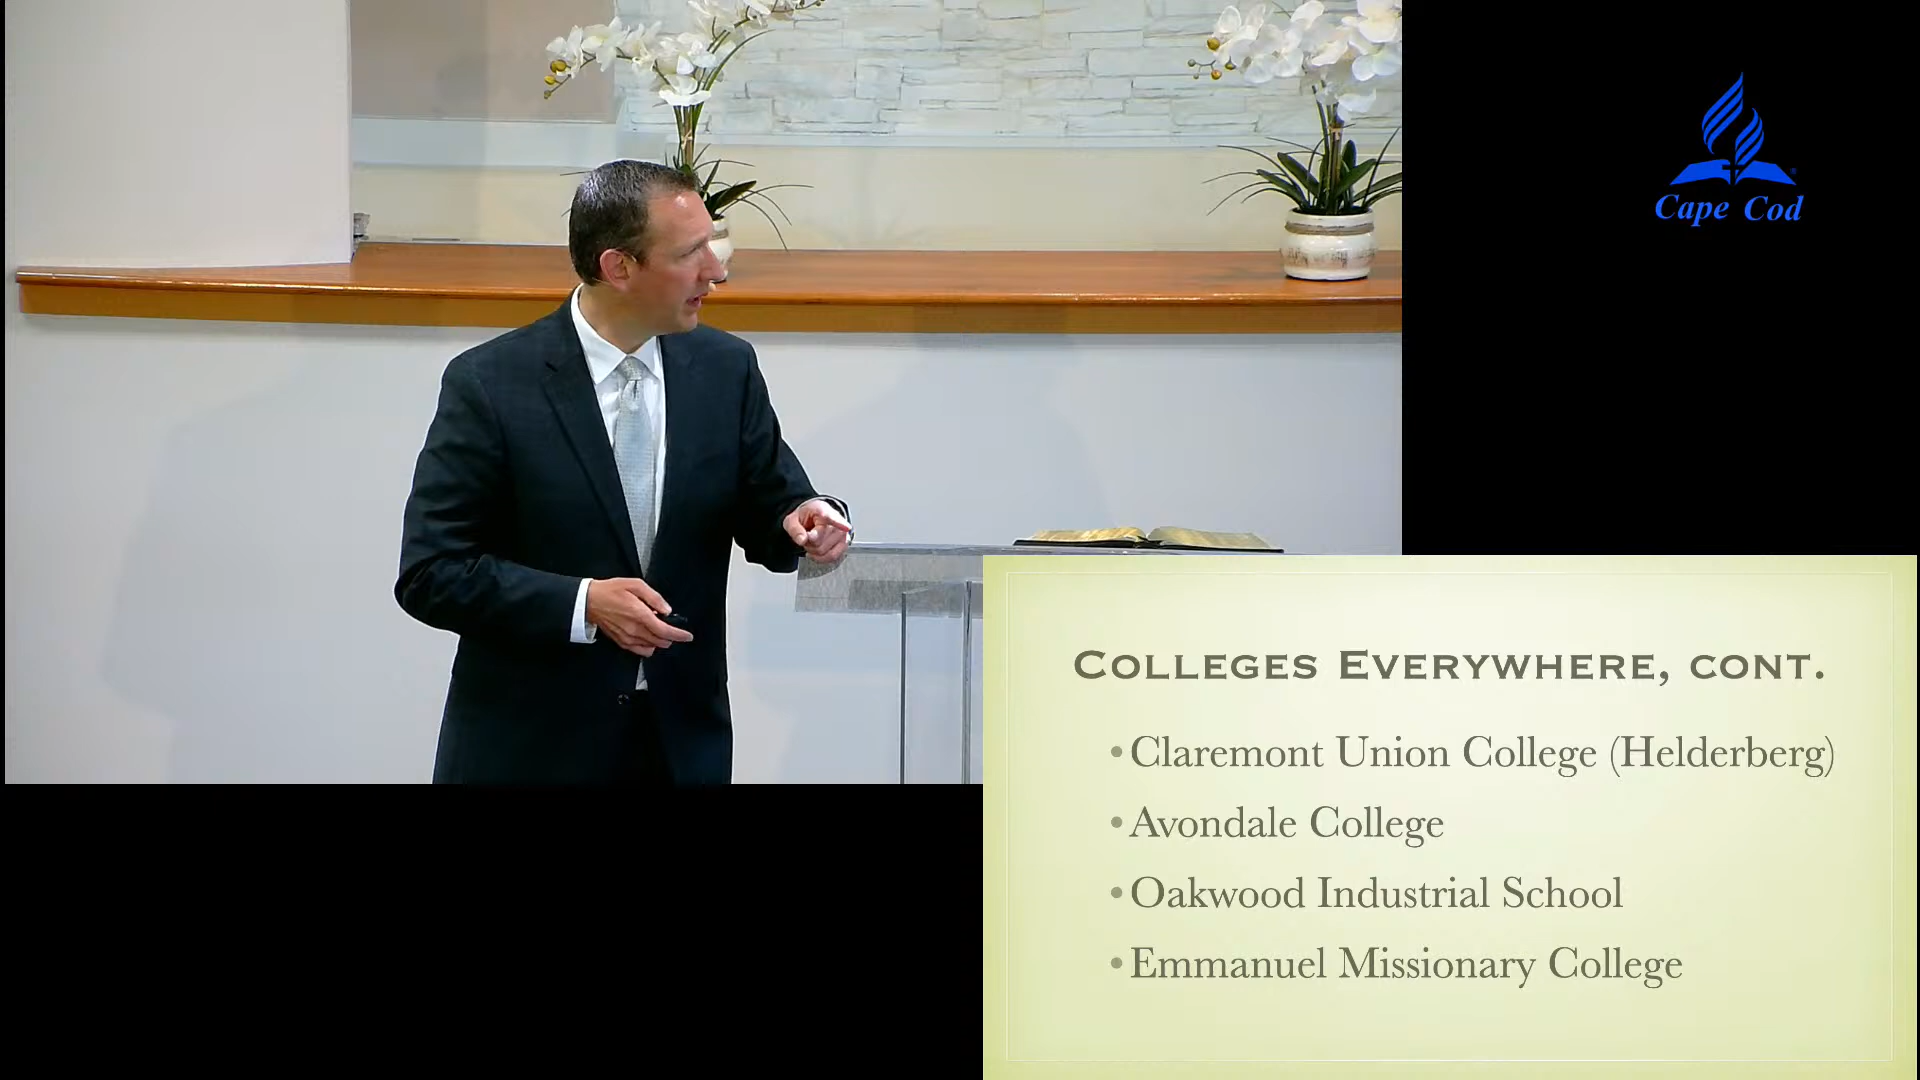 Cape Cod
Colleges Everywhere, cont.
•Claremont Union College (Helderberg)
•Avondale College
•Oakwood Industrial School
•Emmanuel Missionary College